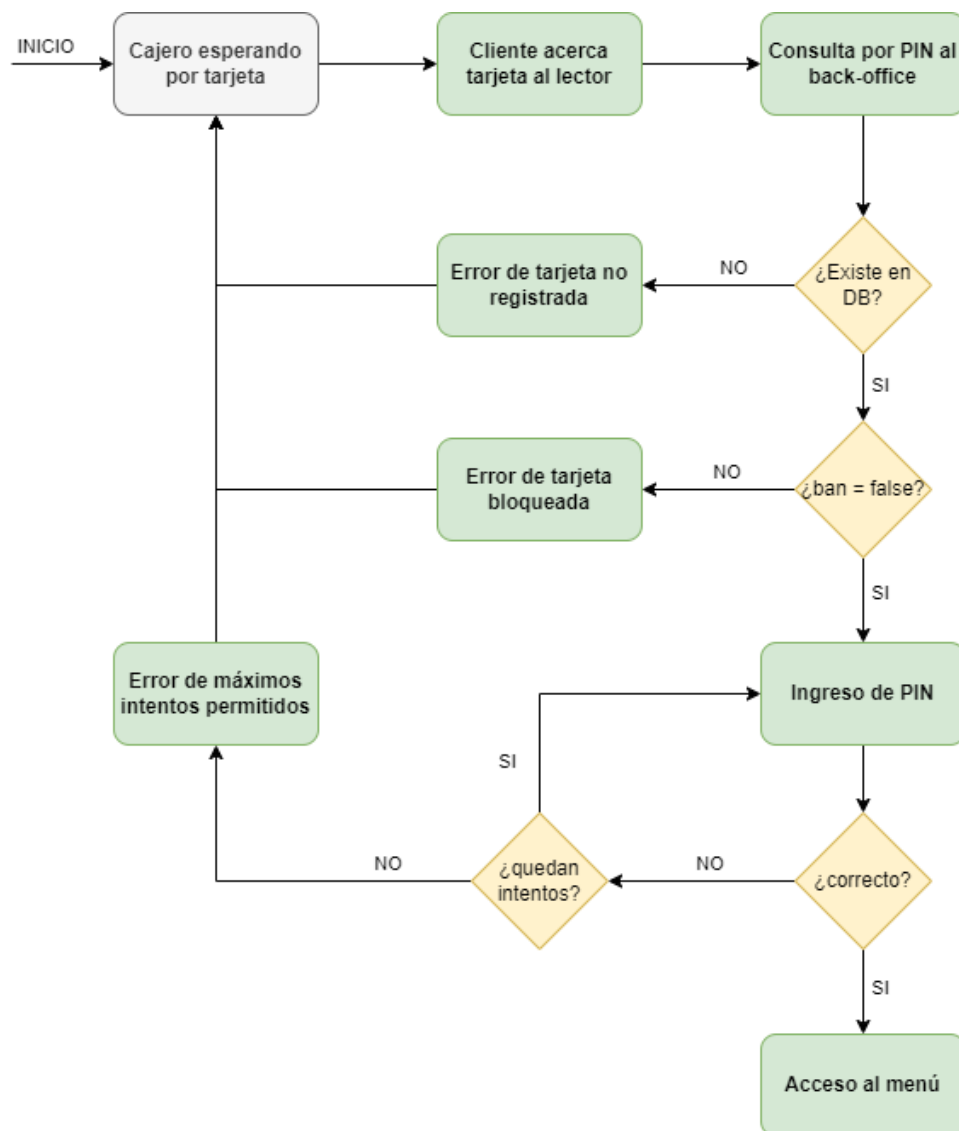 INICIO
Cajero esperando
por tarjeta
Cliente acerca
tarjeta al lector
Consulta por PIN al
back-office
Error de tarjeta no
registrada
NO
¿Existe en
DB?
SI
Error de tarjeta
bloqueada
NO
¿ban = false?
SI
Error de máximos
intentos permitidos
Ingreso de PIN
SI
NO
¿quedan
intentos?
NO
¿correcto?
SI
Acceso al menú